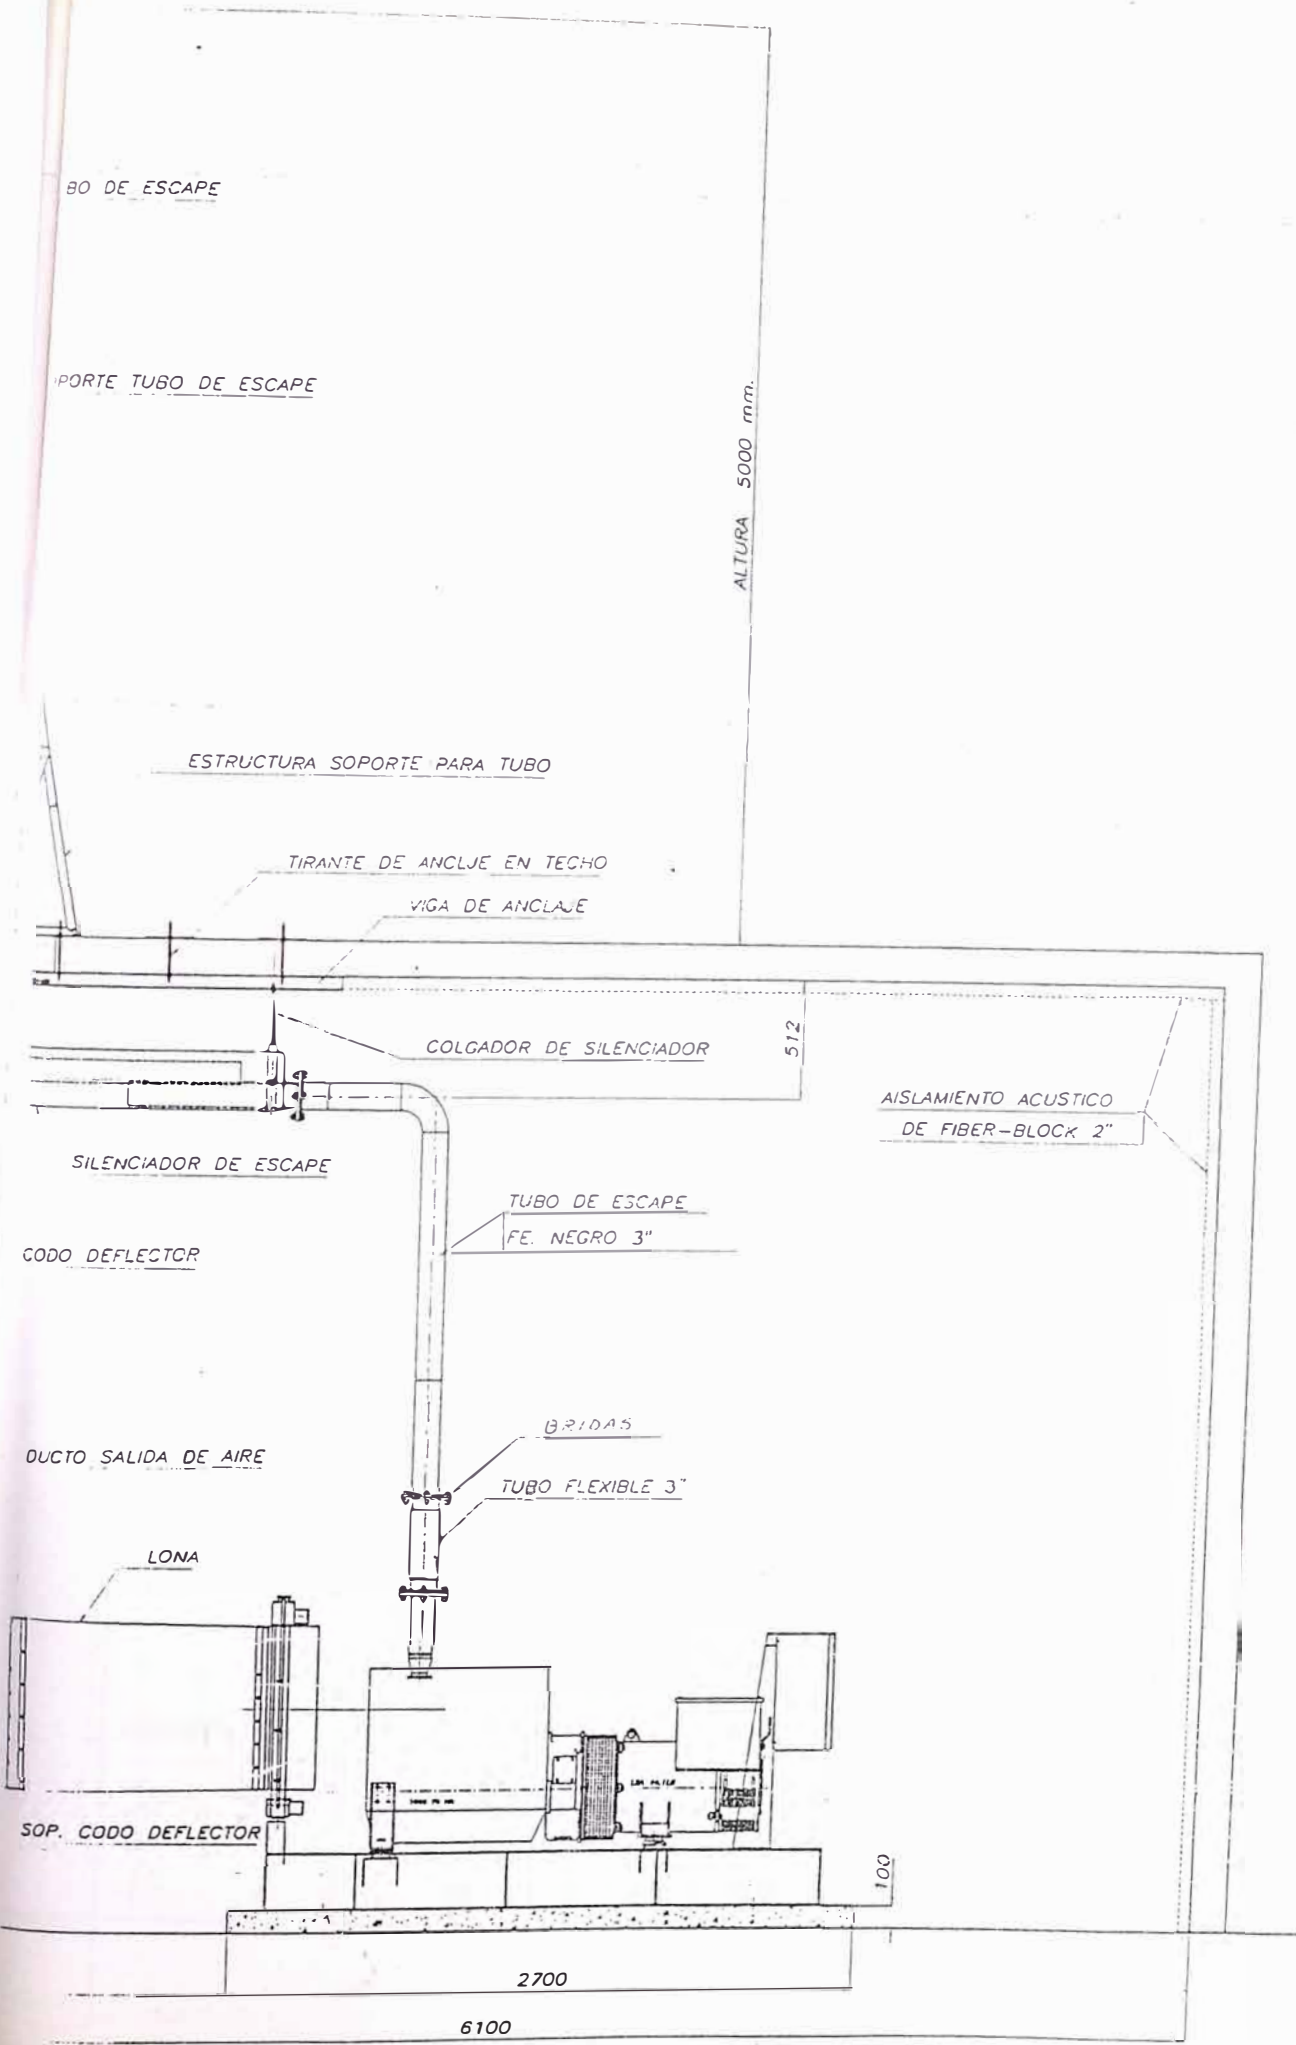 BO DE ESCAPE
PORTE TUBO DE ESCAPE
ALTURA 5000 mm.
ESTRUCTURA SOPORTE PARA TUBO
TIRANTE DE ANCLJE EN TECHO
VIGA DE ANCLAJE
512
COLGADOR DE SILENCIADOR
AISLAMIENTO ACUSTICO
DE FIBER-BLOCK 2"
SILENCIADOR DE ESCAPE
TUBO DE ESCAPE
FE. NEGRO 3"
CODO DEFLECTOR
BRIDAS
DUCTO SALIDA DE AIRE
TUBO FLEXIBLE 3"
LONA
SOP. CODO DEFLECTOR
100
2700
6100